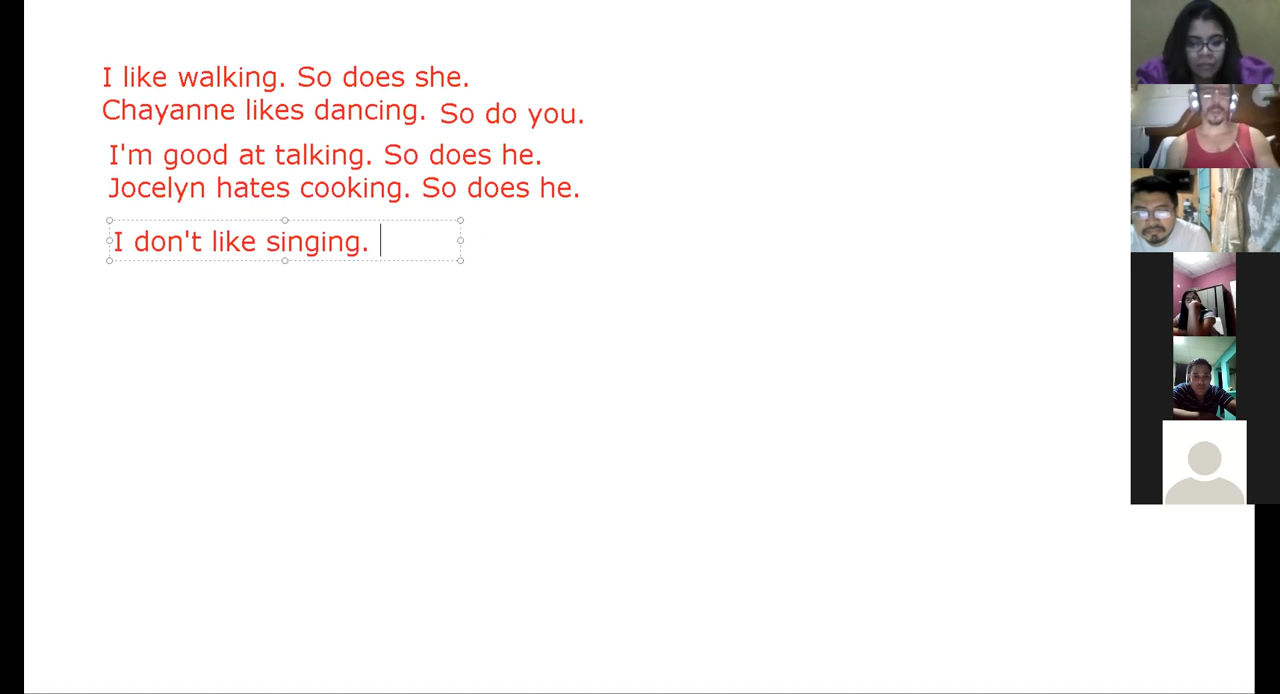 I like walking. So does she.
Chayanne likes dancing. So do you.
I'm good at talking. So does he.
Jocelyn hates cooking. So does he.
I don't like singing.